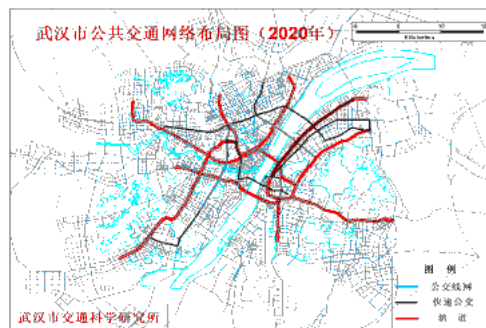 武汉市公共交通网络布局图（2020年）
图 例
公交线网
快速公交
轨 道
武汉市交通科学研究所